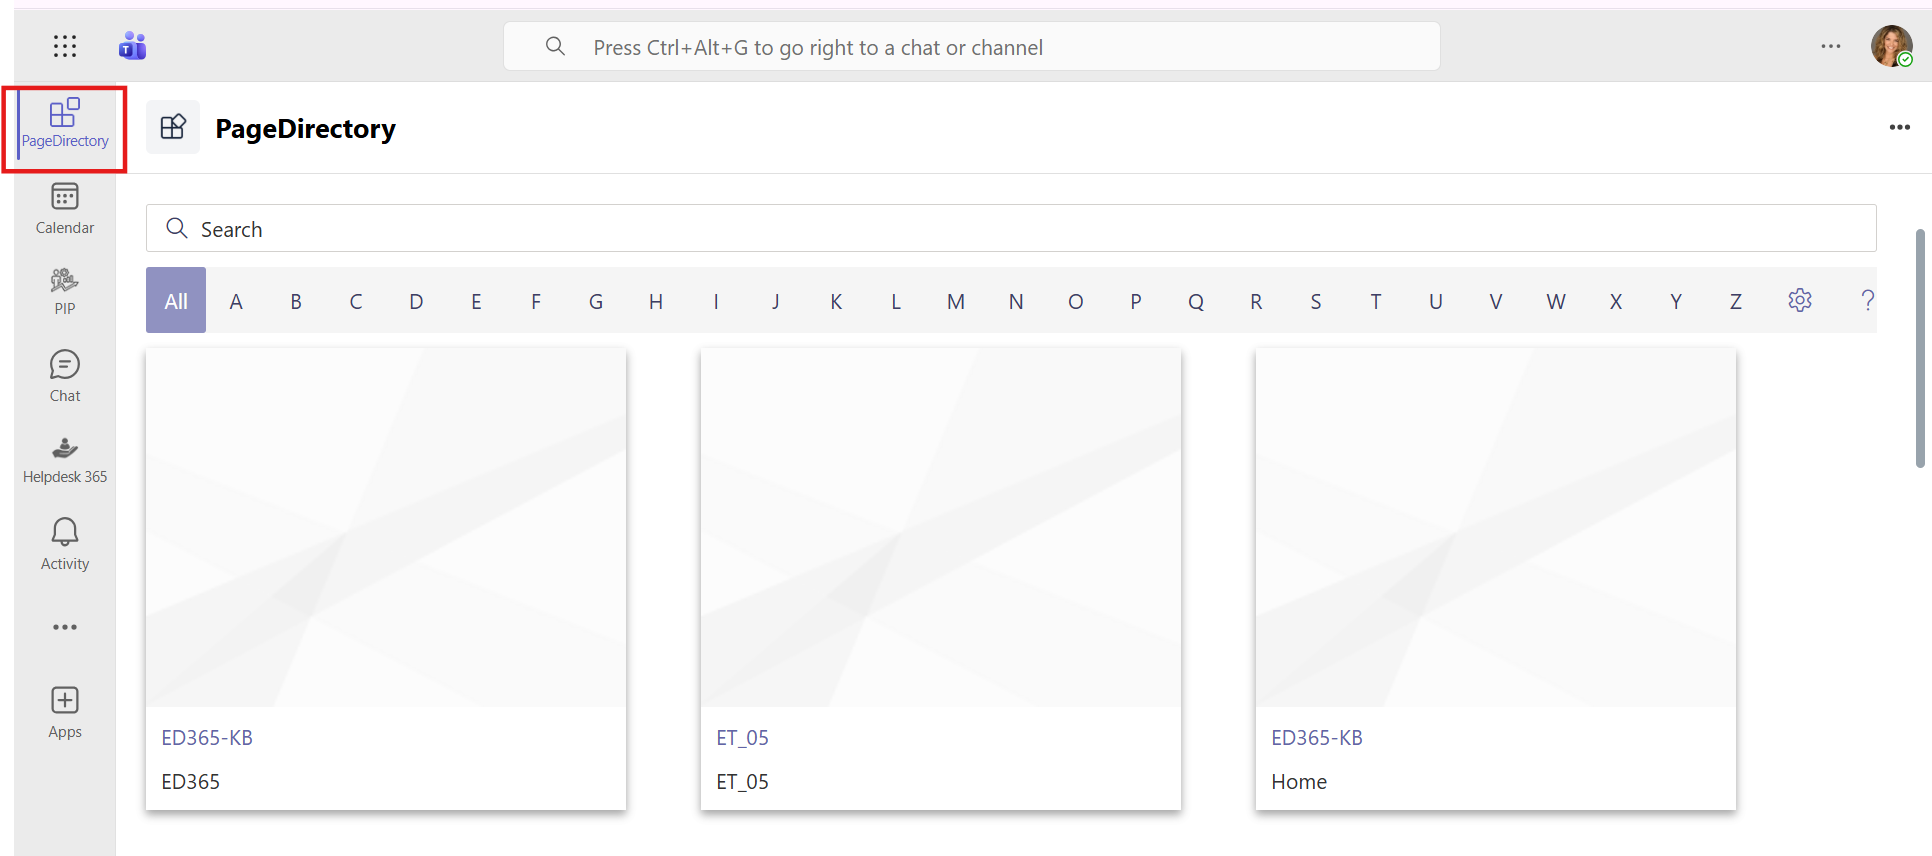 Press Ctrl+Alt+G to go right to a chat or channel
PageDirectory
Calendar
PIP
Chat
Helpdesk 365
Activity
Apps
PageDirectory
Search
All A B C D E F G H I J K L M N O P Q R S T U V W X Y Z ?
ED365-KB
ED365
ET_05
ET_05
ED365-KB
Home